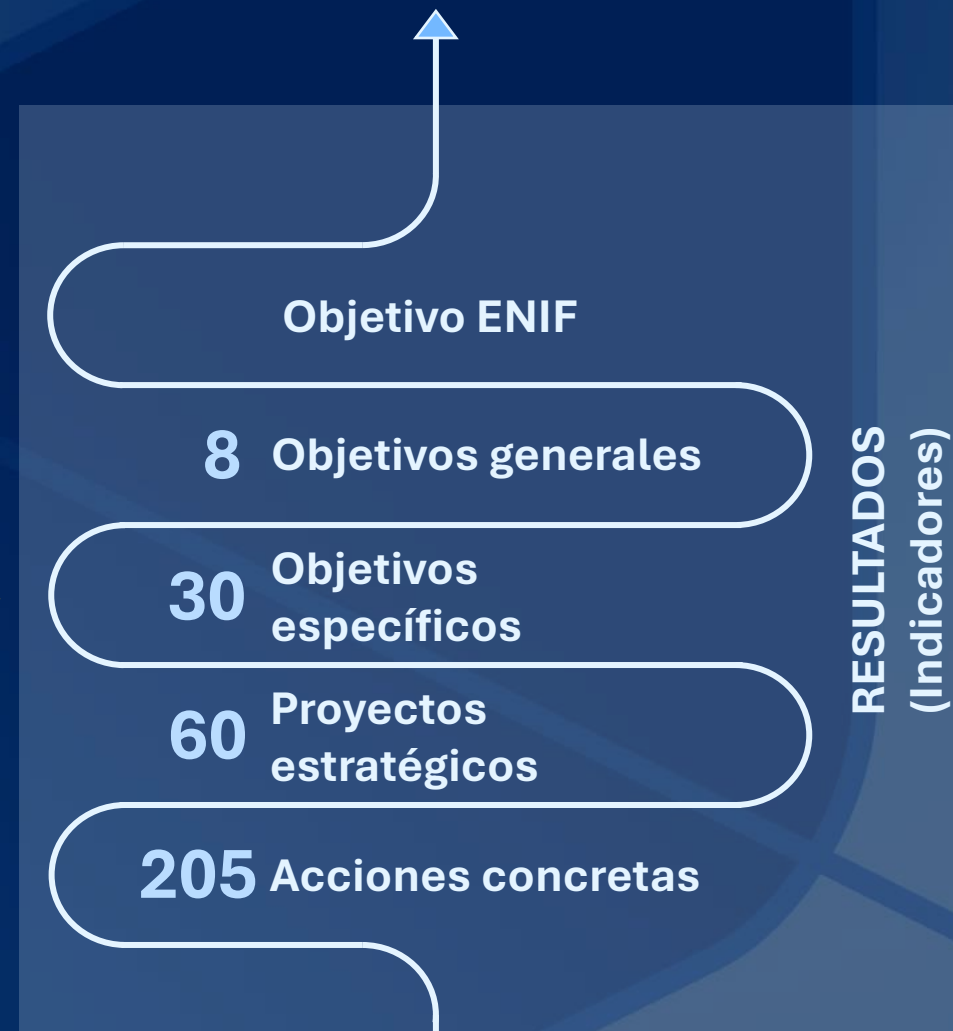 Objetivo ENIF
8 Objetivos generales
30 Objetivos
específicos
60 Proyectos
estratégicos
205 Acciones concretas
RESULTADOS
(Indicadores)